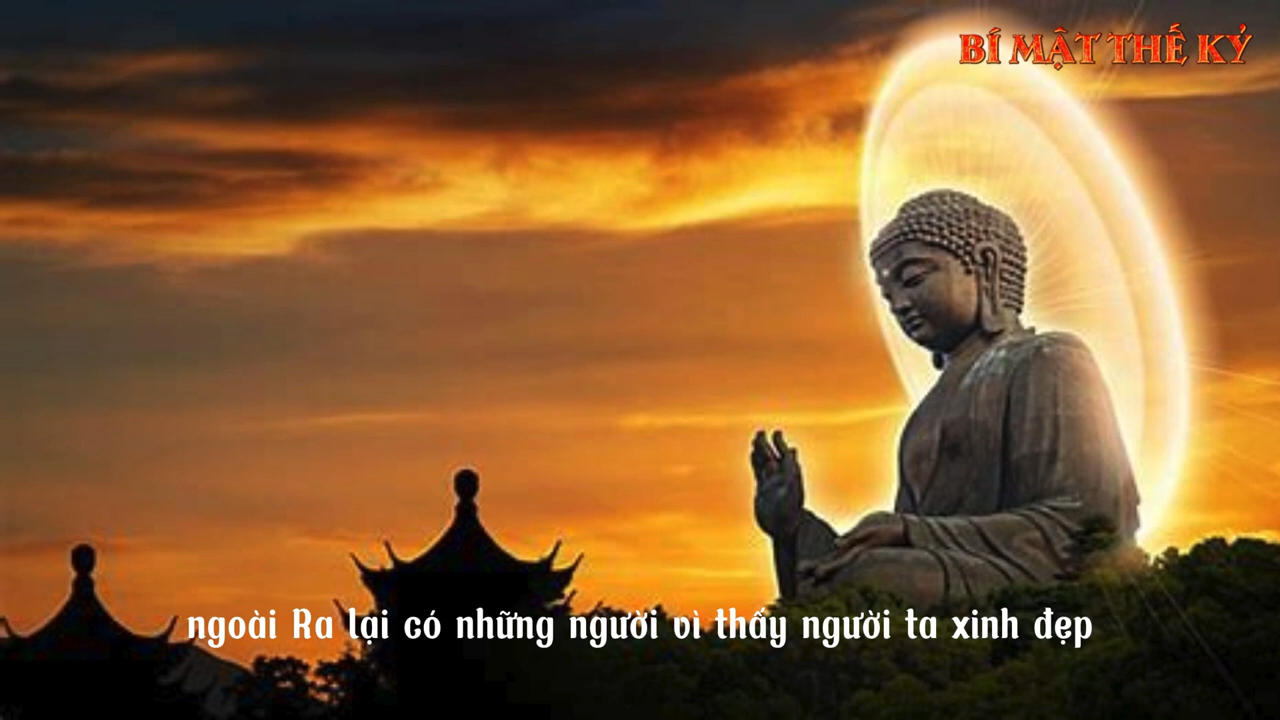 BÍ MẬT THẾ KỶ
ngoài Ra lại có những người vì thấy người ta xinh đẹp